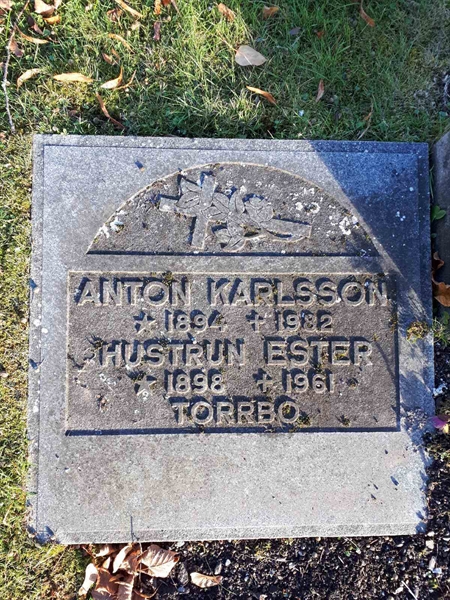 ANTON KARLSSON
* 1894 † 1982
HUSTRUN ESTER
* 1898 † 1961
TORRBO